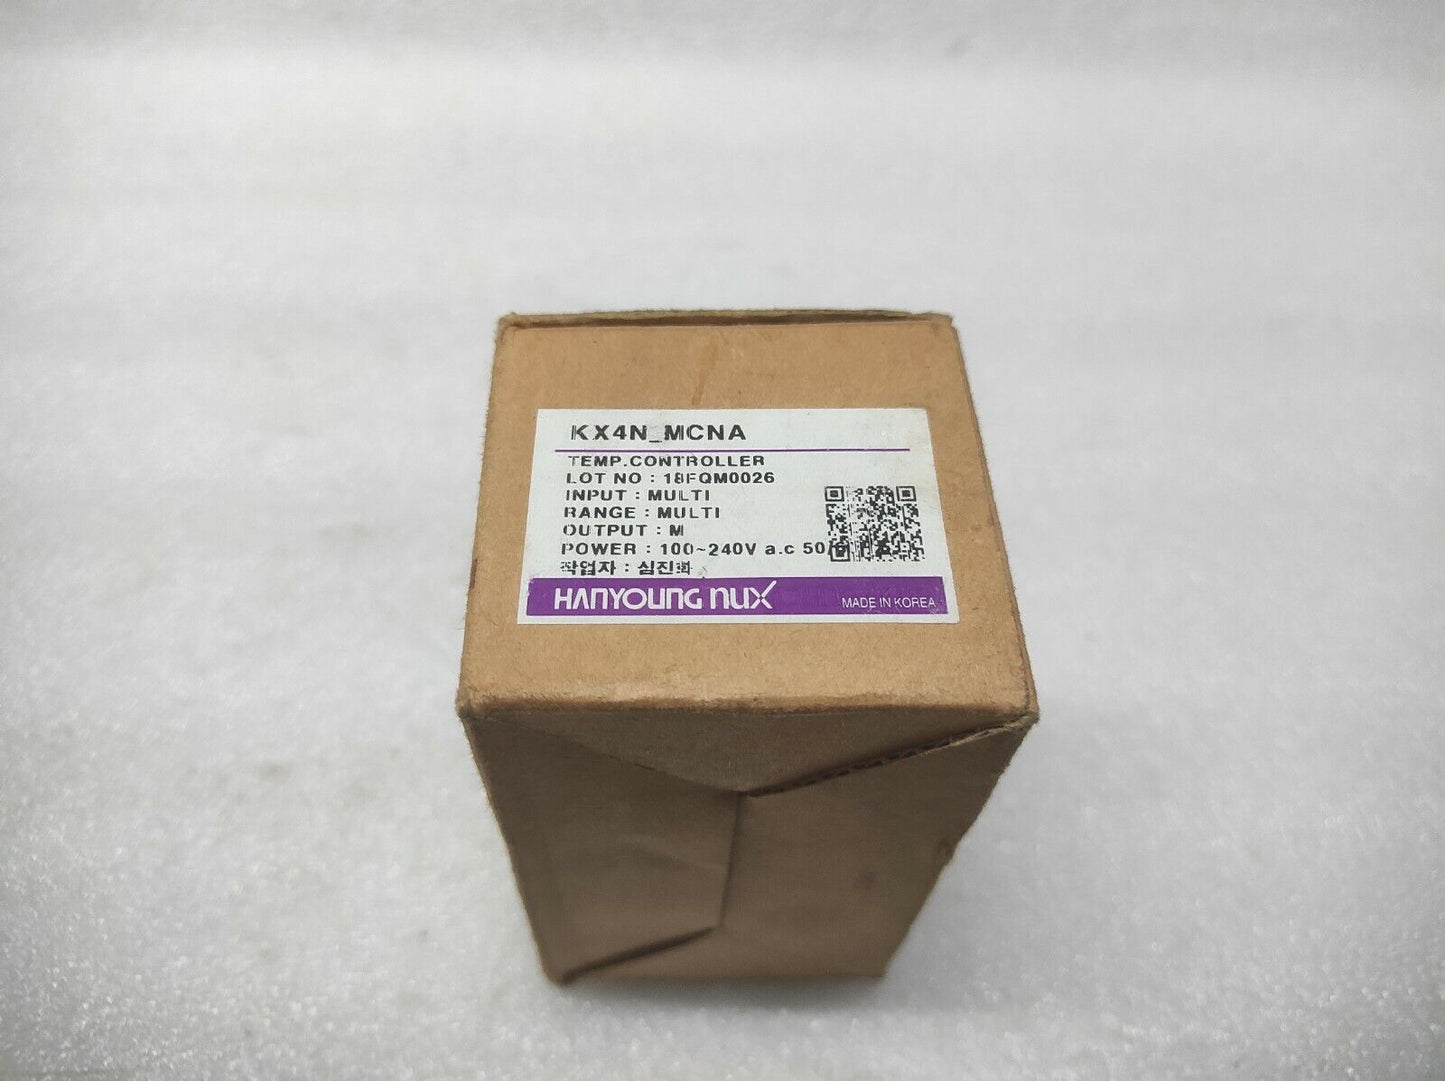 KX4N_MCNA
TEMP.CONTROLLER
LOT NO : 18FQM0026
INPUT : MULTI
RANGE : MULTI
OUTPUT : M
POWER : 100~240V a.c 50/
작업자 : 심진화
HANYOUNG nux
MADE IN KOREA